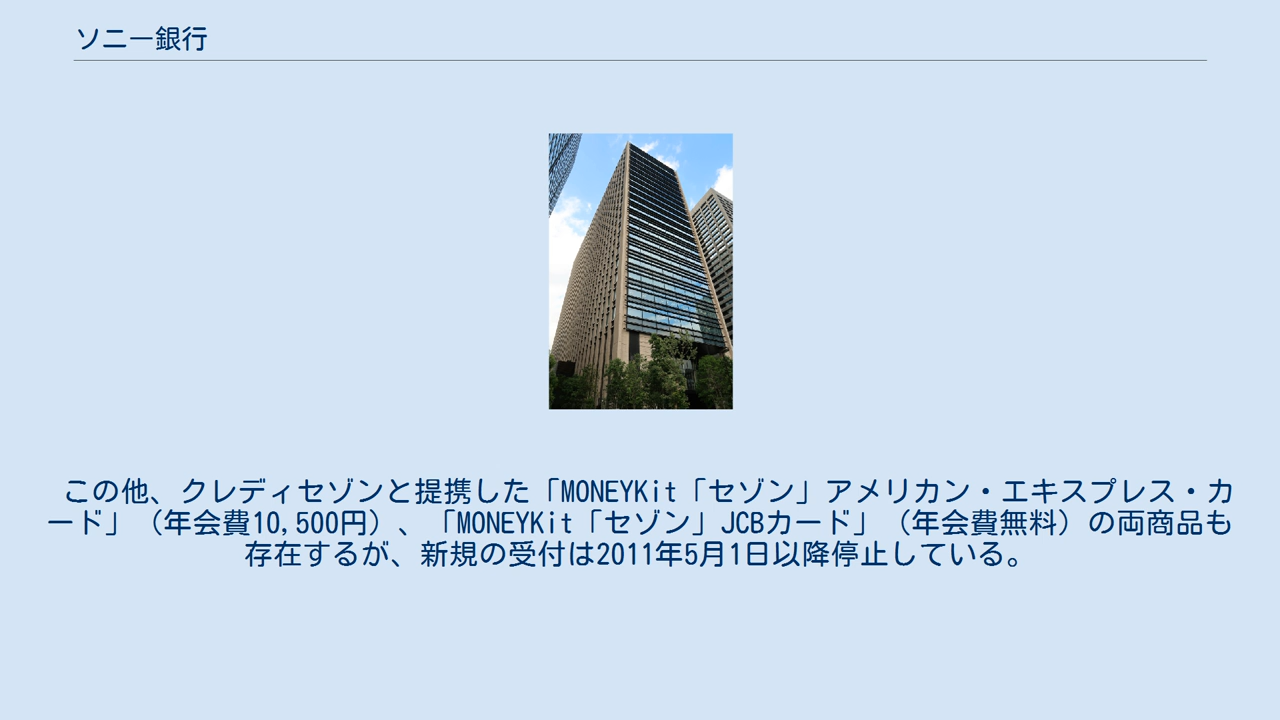 ソニー銀行
この他、クレディセゾンと提携した「MONEYKit「セゾン」アメリカン・エキスプレス・カ
ード」（年会費10,500円）、「MONEYKit「セゾン」JCBカード」（年会費無料）の両商品も
存在するが、新規の受付は2011年5月1日以降停止している。